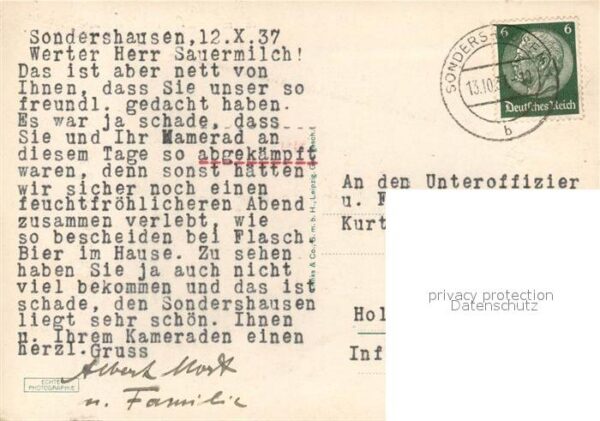 Sondershausen, 12.X.37
Werter Herr Sauermilch!
Das ist aber nett von
Ihnen, dass Sie unser so
freundl. gedacht haben.
Es war ja schade, dass
Sie und Ihr Kamerad an
diesem Tage so abgekämpft
waren, denn sonst hätten
wir sicher noch einen
feuchtfröhlicheren Abend
zusammen verlebt, wie
so bescheiden bei Flasch.
Bier im Hause. Zu sehen
haben Sie ja auch nicht
viel bekommen und das ist
schade, den Sondershausen
liegt sehr schön. Ihnen
u. Ihrem Kameraden einen
herzl.Gruss
Albert
u. Familie
ECHTE
PHOTOGRAPHIE
& Co., G. m. b. H., Leipzig
6 6
Deutsches Reich
SONDERS
13.10.3
b
An den Unteroffizier
u. F
Kurt
Hol
Inf
privacy protection
Datenschutz